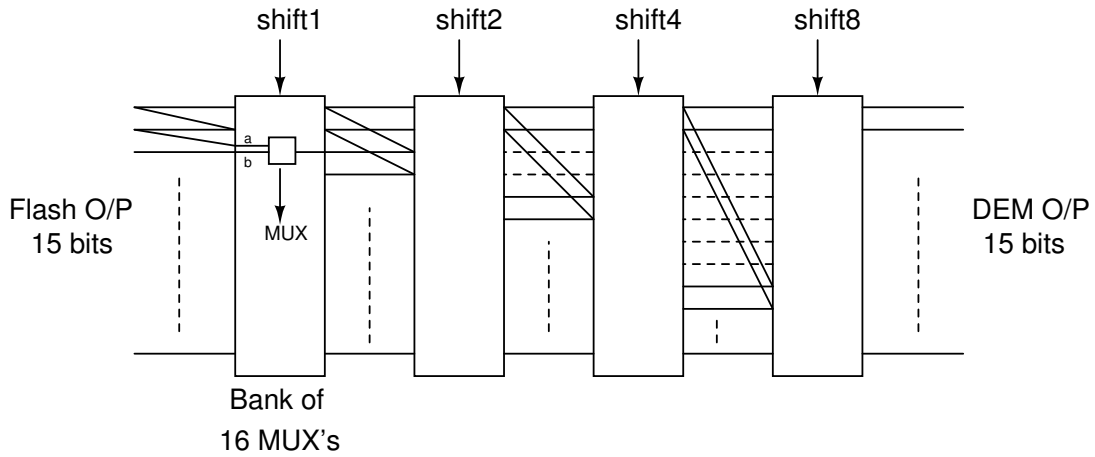 shift1
shift2
shift4
shift8
a
b
MUX
Flash O/P
15 bits
DEM O/P
15 bits
Bank of
16 MUX's